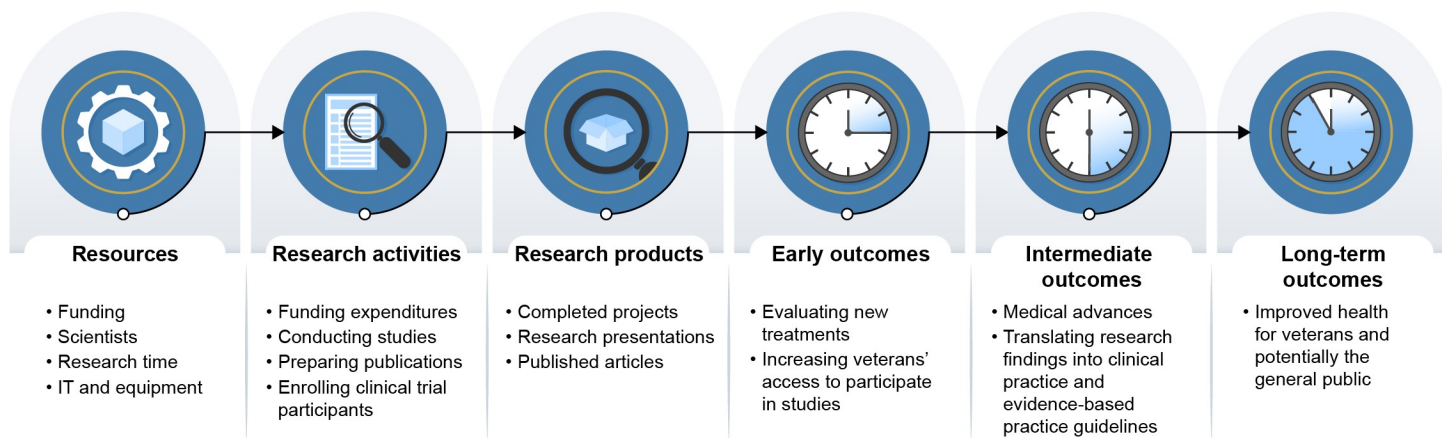 Resources
• Funding
• Scientists
• Research time
• IT and equipment
Research activities
• Funding expenditures
• Conducting studies
• Preparing publications
• Enrolling clinical trial
participants
Research products
• Completed projects
• Research presentations
• Published articles
Early outcomes
• Evaluating new
treatments
• Increasing veterans’
access to participate
in studies
Intermediate
outcomes
• Medical advances
• Translating research
findings into clinical
practice and
evidence-based
practice guidelines
Long-term
outcomes
• Improved health
for veterans and
potentially the
general public